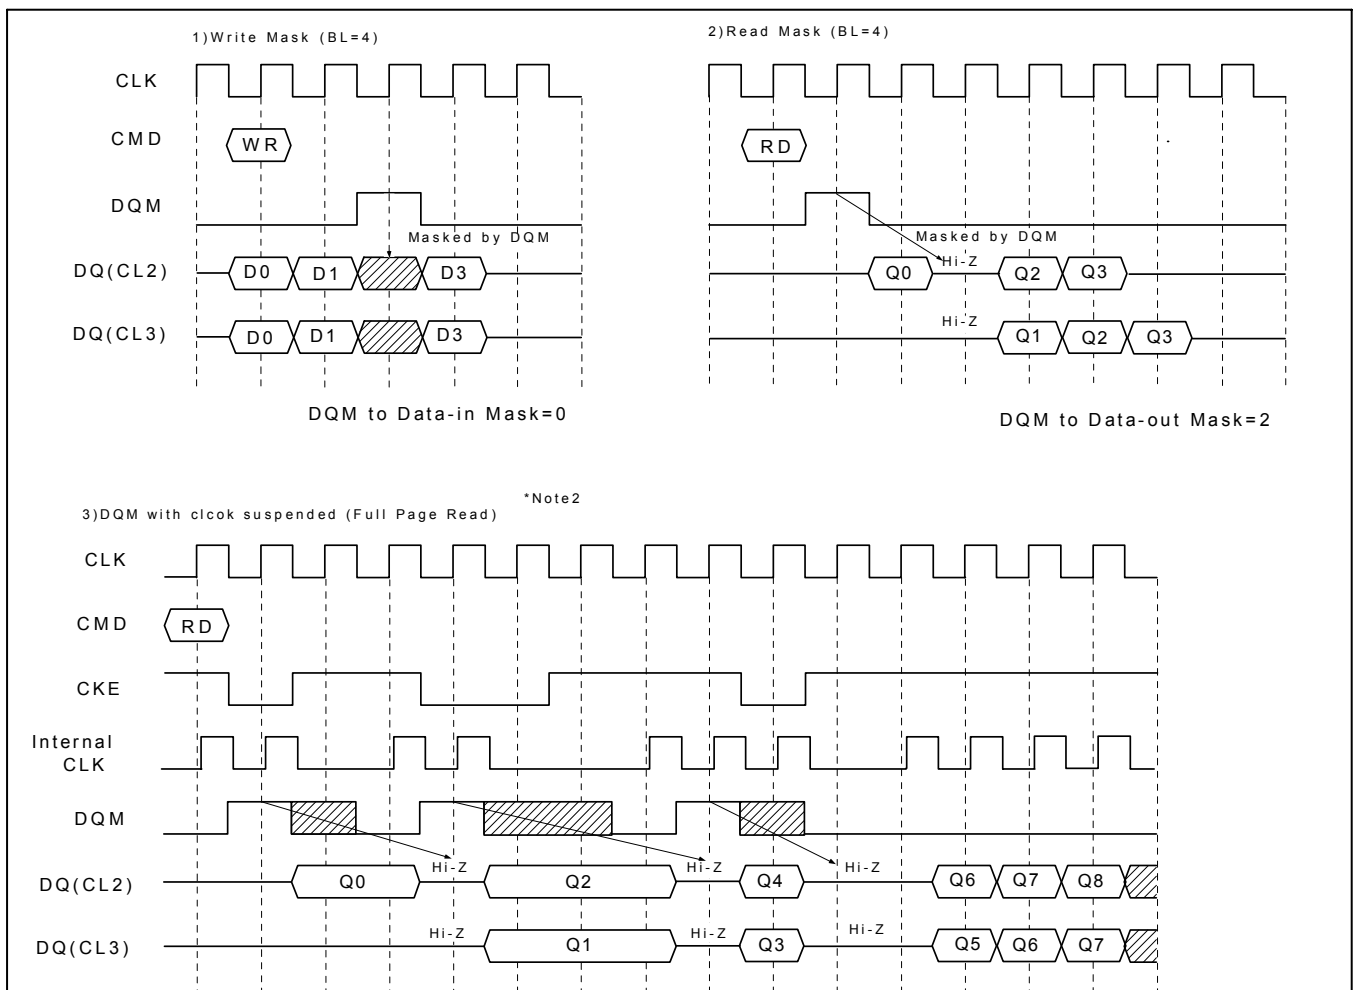 1)Write Mask (BL=4)
CLK
CMD WR
DQM
Masked by DQM
DQ(CL2) D0 D1 D3
DQ(CL3) D0 D1 D3
DQM to Data-in Mask=0
2)Read Mask (BL=4)
RD
Masked by DQM
Hi-Z
Q0 Q2 Q3
Hi-Z
Q1 Q2 Q3
DQM to Data-out Mask=2
*Note2
3)DQM with clcok suspended (Full Page Read)
CLK
CMD RD
CKE
Internal
CLK
DQM
Hi-Z Hi-Z Hi-Z
DQ(CL2) Q0 Q2 Q4 Q6 Q7 Q8
Hi-Z Hi-Z Hi-Z
DQ(CL3) Q1 Q3 Q5 Q6 Q7